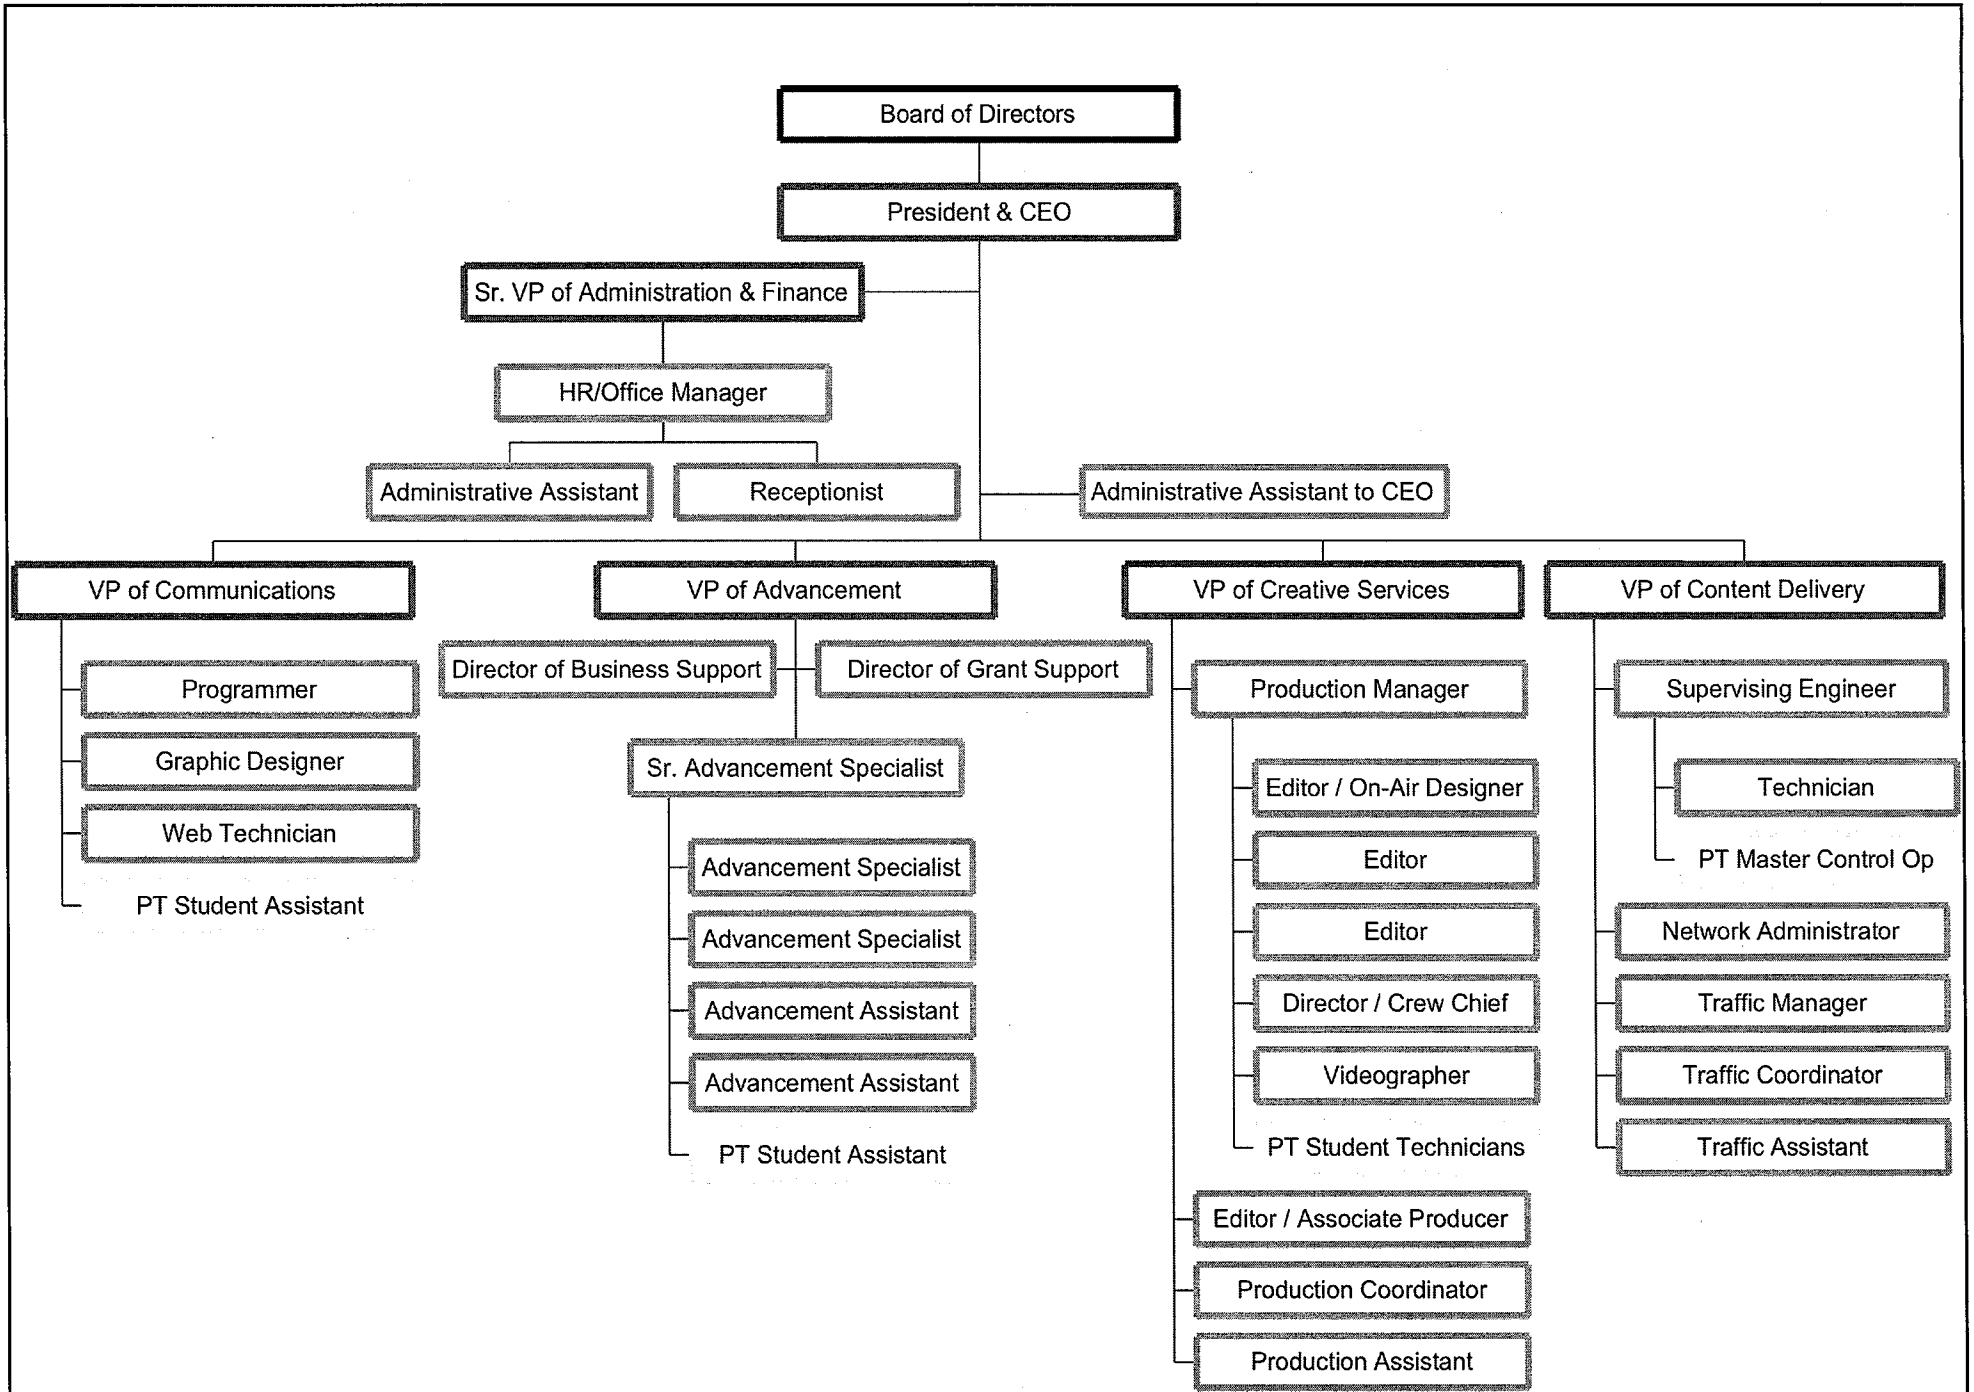 Board of Directors
President & CEO
Sr. VP of Administration & Finance
HR/Office Manager
Administrative Assistant
Receptionist
Administrative Assistant to CEO
VP of Communications
Programmer
Graphic Designer
Web Technician
PT Student Assistant
VP of Advancement
Director of Business Support
Director of Grant Support
Sr. Advancement Specialist
Advancement Specialist
Advancement Specialist
Advancement Assistant
Advancement Assistant
PT Student Assistant
VP of Creative Services
Production Manager
Editor / On-Air Designer
Editor
Editor
Director / Crew Chief
Videographer
PT Student Technicians
Editor / Associate Producer
Production Coordinator
Production Assistant
VP of Content Delivery
Supervising Engineer
Technician
PT Master Control Op
Network Administrator
Traffic Manager
Traffic Coordinator
Traffic Assistant